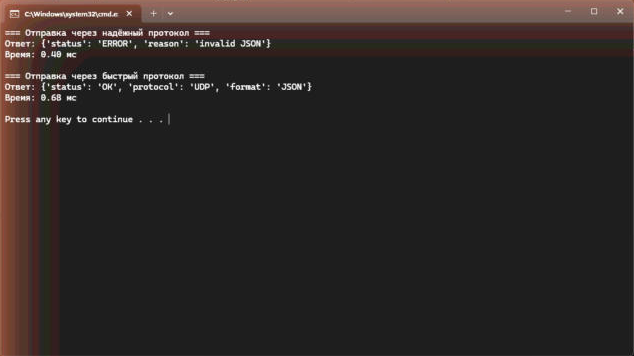 C:\Windows\system32\cmd.e
=== Отправка через надёжный протокол ===
Ответ: {'status': 'ERROR', 'reason': 'invalid JSON'}
Время: 0.40 мс
=== Отправка через быстрый протокол ===
Ответ: {'status': 'OK', 'protocol': 'UDP', 'format': 'JSON'}
Время: 0.68 мс
Press any key to continue . . .